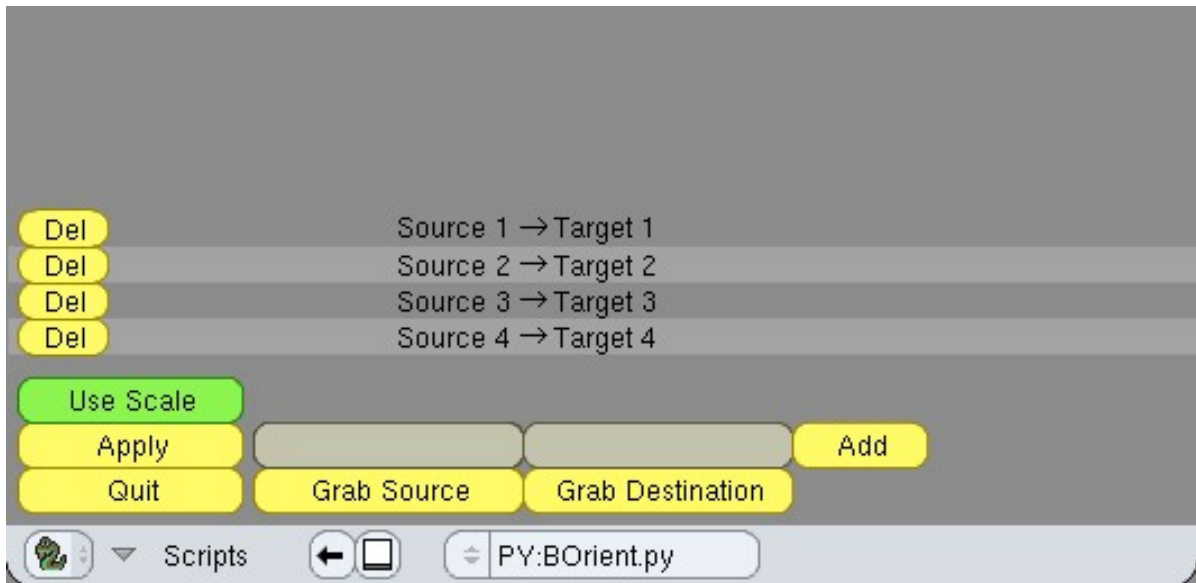 Del Source 1 → Target 1
Del Source 2 → Target 2
Del Source 3 → Target 3
Del Source 4 → Target 4
Use Scale
Apply Add
Quit Grab Source Grab Destination
Scripts PY:BOrient.py